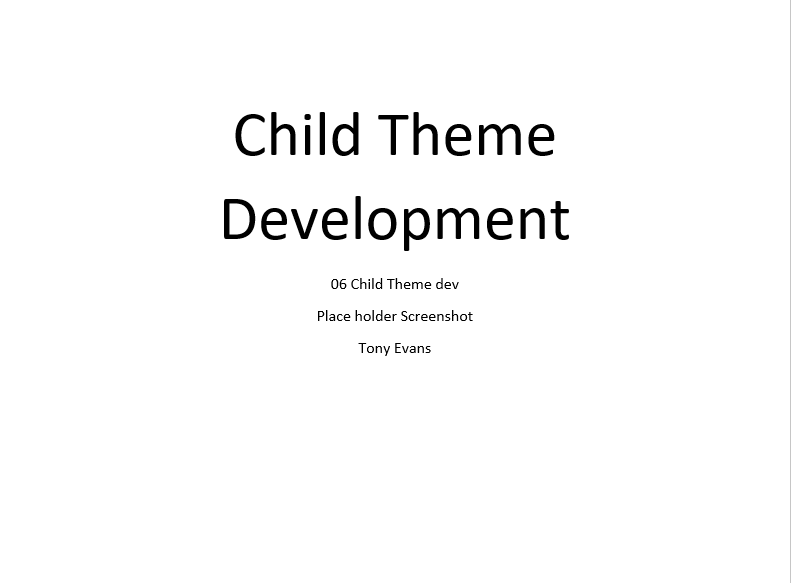 Child Theme
Development
06 Child Theme dev
Place holder Screenshot
Tony Evans